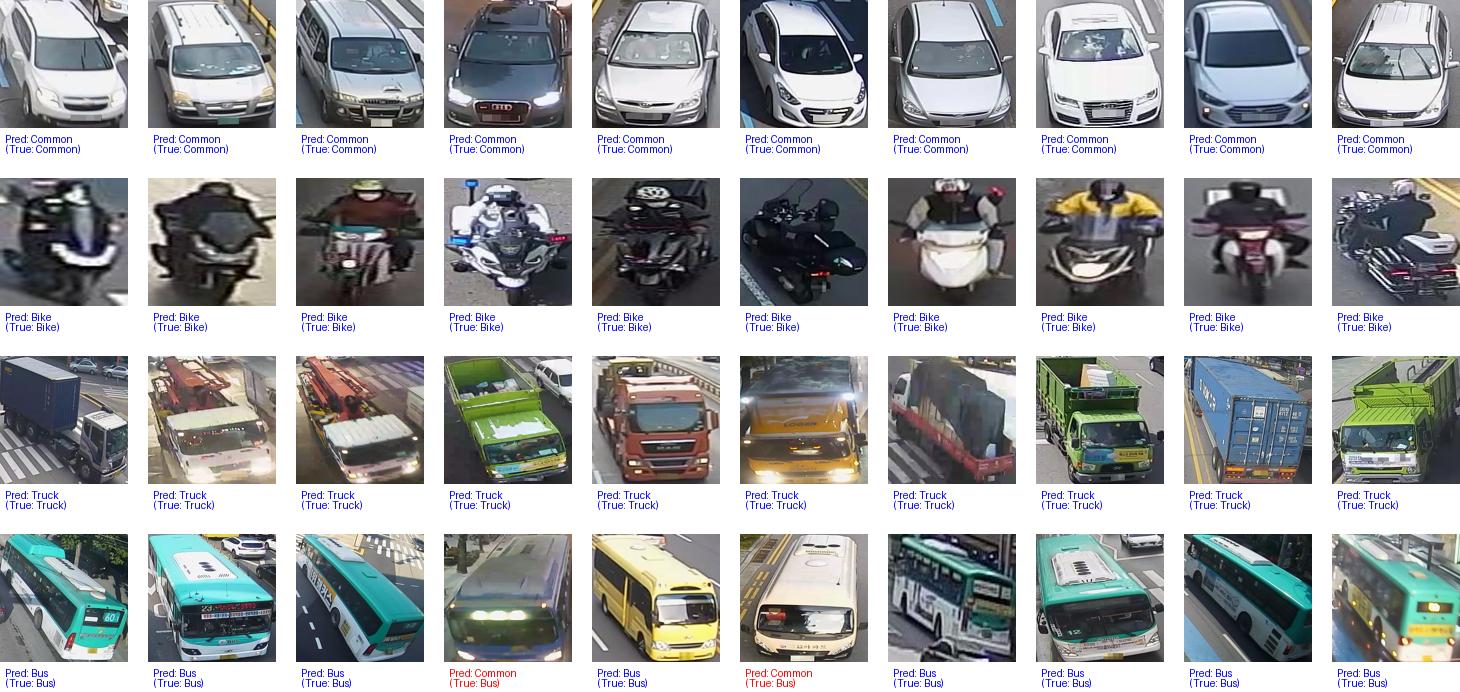 Pred: Common Pred: Common Pred: Common Pred: Common Pred: Common Pred: Common Pred: Common Pred: Common Pred: Common Pred: Common
(True: Common) (True: Common) (True: Common) (True: Common) (True: Common) (True: Common) (True: Common) (True: Common) (True: Common) (True: Common)
Pred: Bike Pred: Bike Pred: Bike Pred: Bike Pred: Bike Pred: Bike Pred: Bike Pred: Bike Pred: Bike Pred: Bike
(True: Bike) (True: Bike) (True: Bike) (True: Bike) (True: Bike) (True: Bike) (True: Bike) (True: Bike) (True: Bike) (True: Bike)
Pred: Truck Pred: Truck Pred: Truck Pred: Truck Pred: Truck Pred: Truck Pred: Truck Pred: Truck Pred: Truck Pred: Truck
(True: Truck) (True: Truck) (True: Truck) (True: Truck) (True: Truck) (True: Truck) (True: Truck) (True: Truck) (True: Truck) (True: Truck)
Pred: Bus Pred: Bus Pred: Bus Pred: Common Pred: Bus Pred: Common Pred: Bus Pred: Bus Pred: Bus Pred: Bus
(True: Bus) (True: Bus) (True: Bus) (True: Bus) (True: Bus) (True: Bus) (True: Bus) (True: Bus) (True: Bus) (True: Bus)